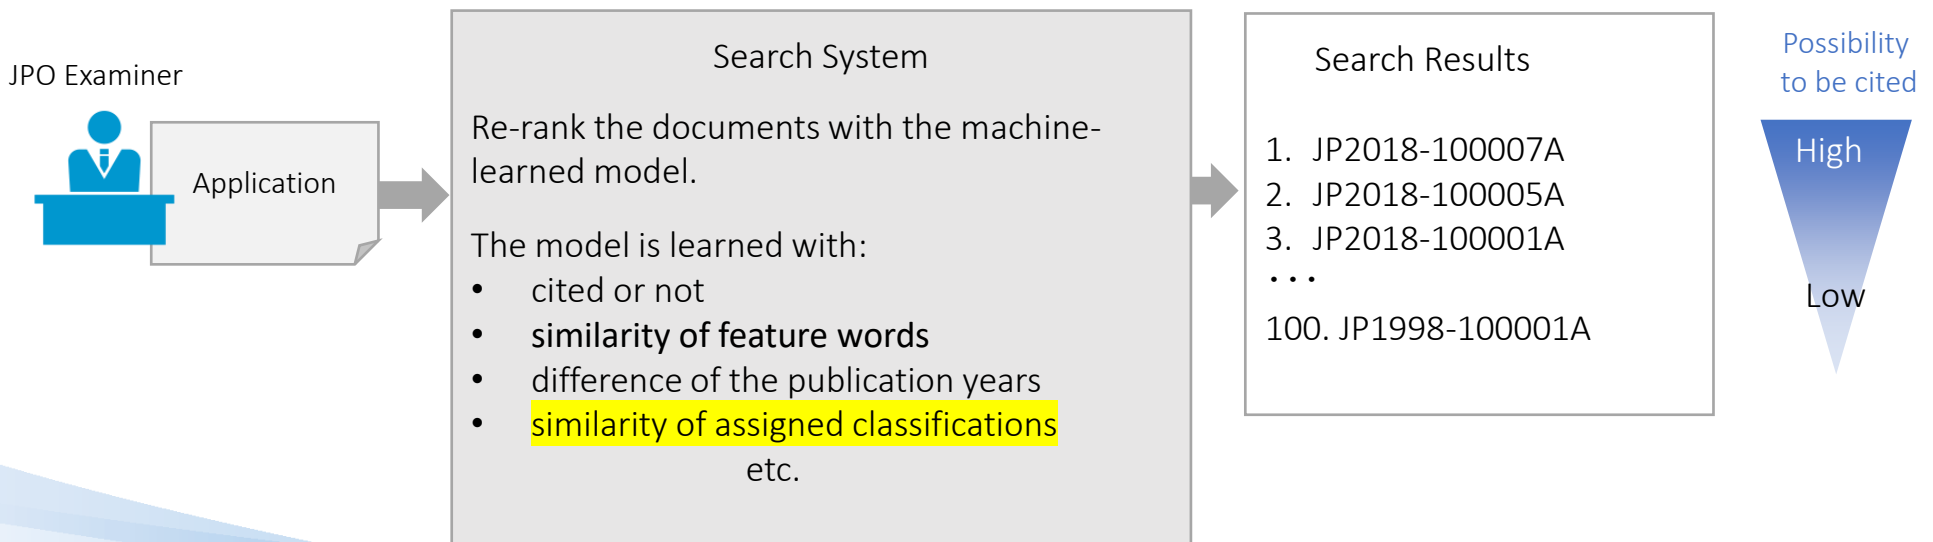 JPO Examiner
Application
Search System
Re-rank the documents with the machine-
learned model.
The model is learned with:
• cited or not
• similarity of feature words
• difference of the publication years
• similarity of assigned classifications
etc.
Search Results
1. JP2018-100007A
2. JP2018-100005A
3. JP2018-100001A
・・・
100. JP1998-100001A
Possibility
to be cited
High
Low